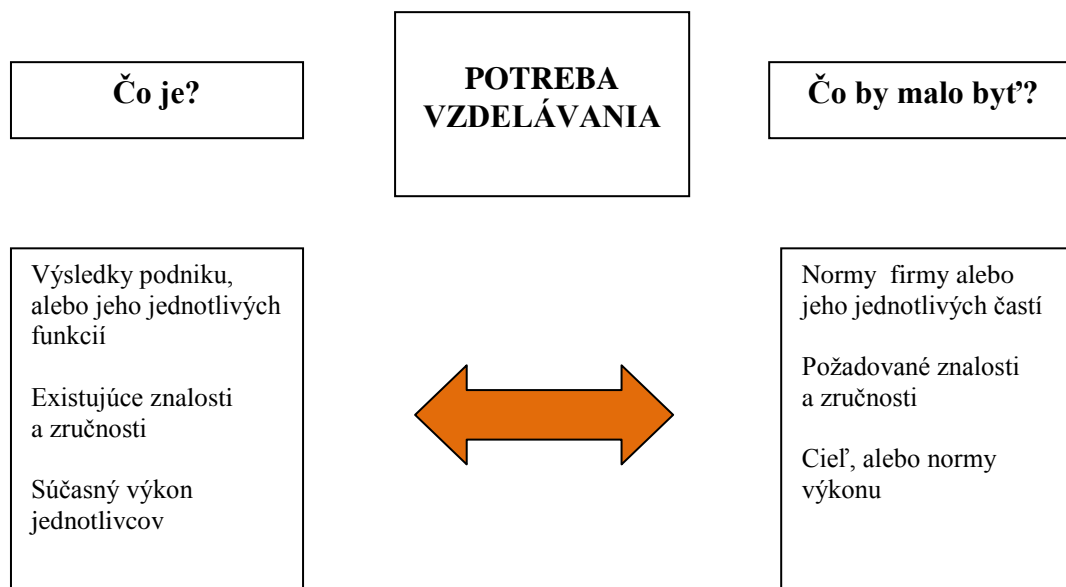 Čo je?
POTREBA
VZDELÁVANIA
Čo by malo byť?
Výsledky podniku,
alebo jeho jednotlivých
funkcií
Existujúce znalosti
a zručnosti
Súčasný výkon
jednotlivcov
Normy firmy alebo
jeho jednotlivých častí
Požadované znalosti
a zručnosti
Cieľ, alebo normy
výkonu